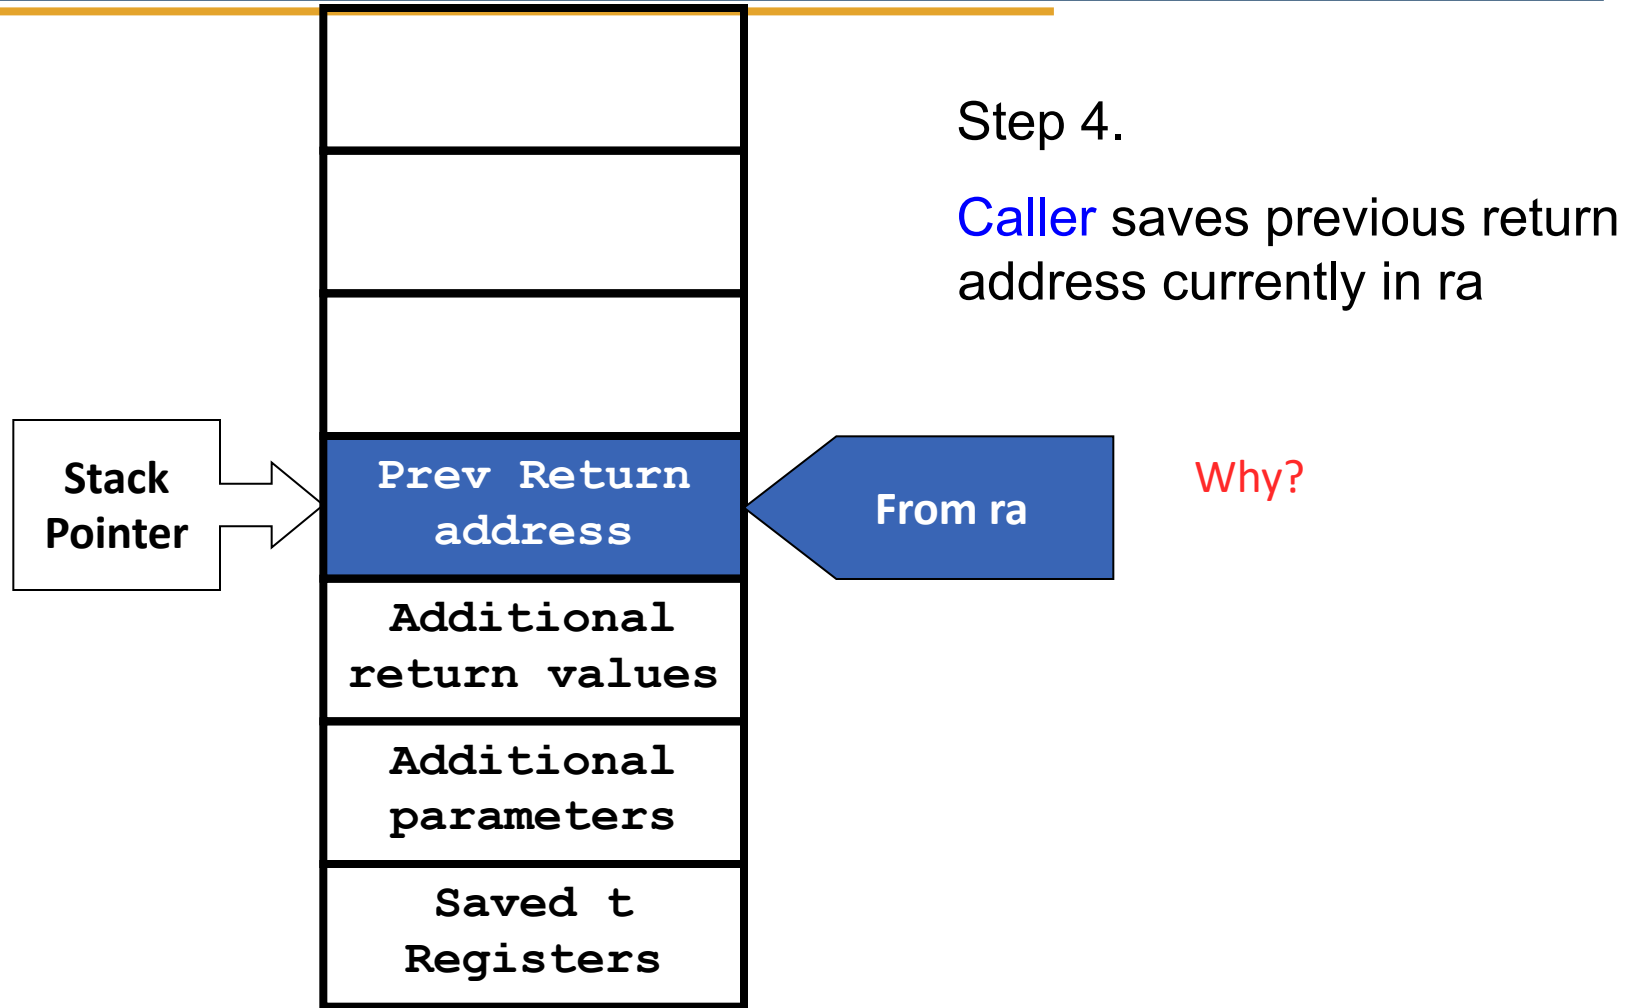 Step 4.
Caller saves previous return
address currently in ra
Stack
Pointer
Prev Return
address
From ra
Why?
Additional
return values
Additional
parameters
Saved t
Registers